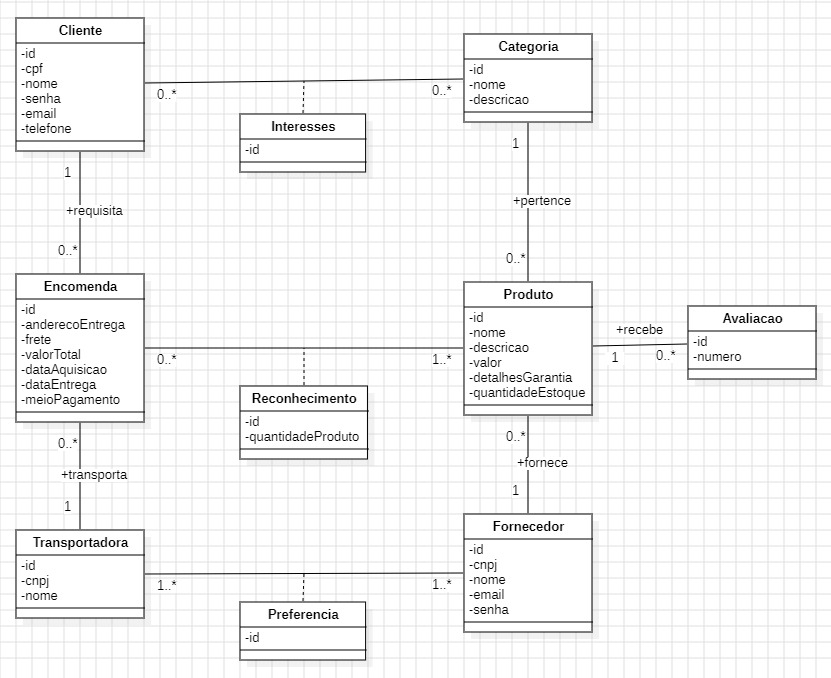 Cliente
-id
-cpf
-nome
-senha
-email
-telefone
0..*
0..*
Categoria
-id
-nome
-descricao
Interesses
-id
1
+requisita
0..*
1
+pertence
0..*
Encomenda
-id
-anderecoEntrega
-frete
-valorTotal
-dataAquisicao
-dataEntrega
-meioPagamento
0..*
1..*
Produto
-id
-nome
-descricao
-valor
-detalhesGarantia
-quantidadeEstoque
+recebe
1
0..*
Avaliacao
-id
-numero
Reconhecimento
-id
-quantidadeProduto
0..*
+transporta
1
0..*
+fornece
1
Transportadora
-id
-cnpj
-nome
1..*
1..*
Fornecedor
-id
-cnpj
-nome
-email
-senha
Preferencia
-id